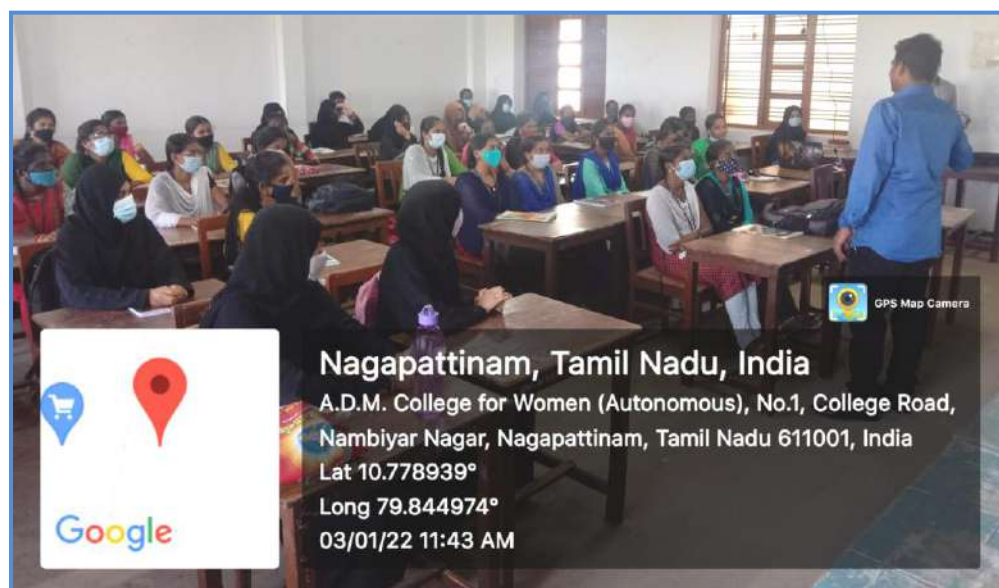 GPS Map Camera
Nagapattinam, Tamil Nadu, India
A.D.M. College for Women (Autonomous), No.1, College Road,
Nambiyar Nagar, Nagapattinam, Tamil Nadu 611001, India
Lat 10.778939°
Long 79.844974°
03/01/22 11:43 AM
Google